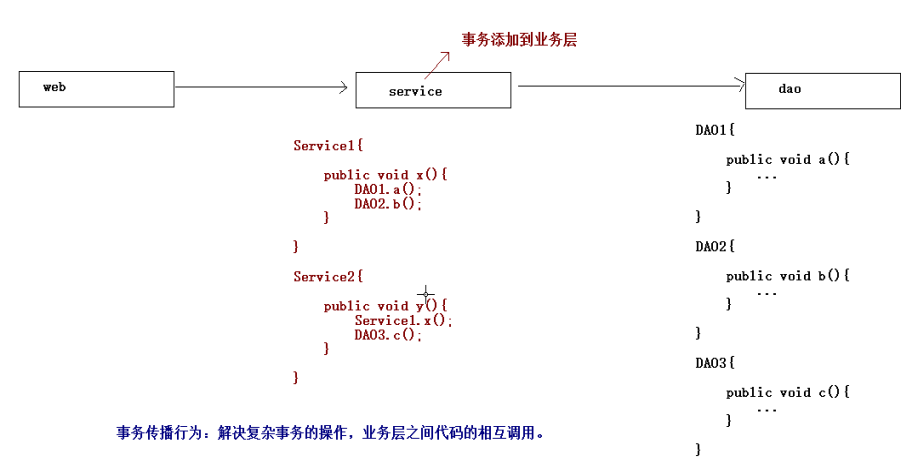 事务添加到业务层
web
service
dao
Service1{
public void x(){
DAO1.a();
DAO2.b();
}
}
Service2{
public void y(){
Service1.x();
DAO3.c();
}
}
DAO1{
public void a(){
...
}
}
DAO2{
public void b(){
...
}
}
DAO3{
public void c(){
...
}
}
事务传播行为：解决复杂事务的操作，业务层之间代码的相互调用。